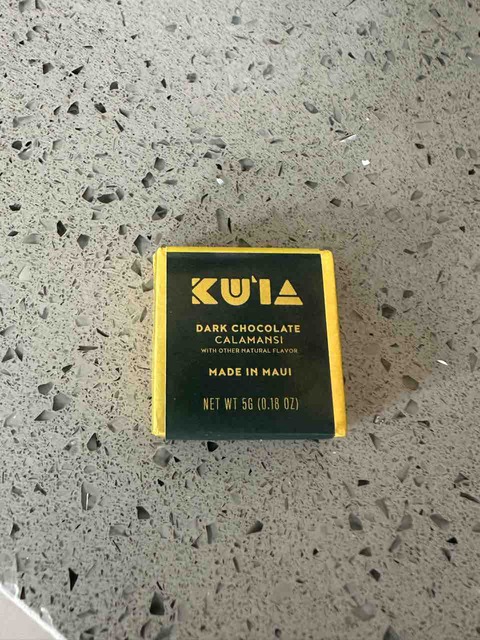 KU'IA
DARK CHOCOLATE
CALAMANSI
WITH OTHER NATURAL FLAVOR
MADE IN MAUI
NET WT 5G (0.18 OZ)